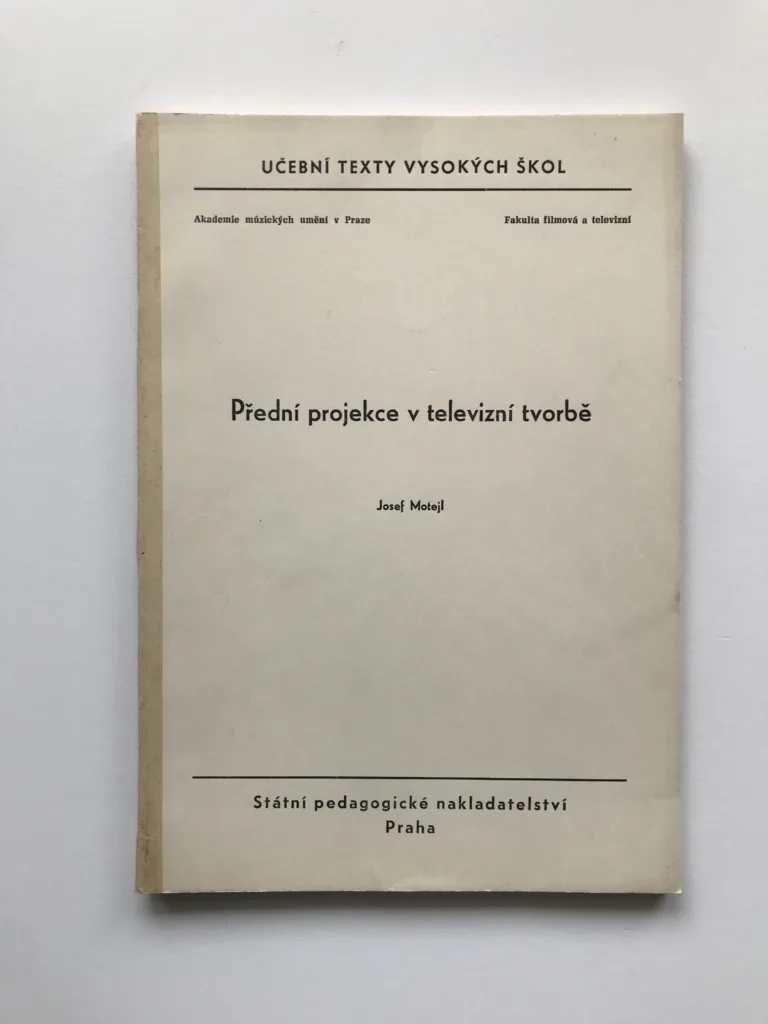 UČEBNÍ TEXTY VYSOKÝCH ŠKOL
Akademie múzických umění v Praze
Fakulta filmová a televizní
Přední projekce v televizní tvorbě
Josef Motejl
Státní pedagogické nakladatelství
Praha